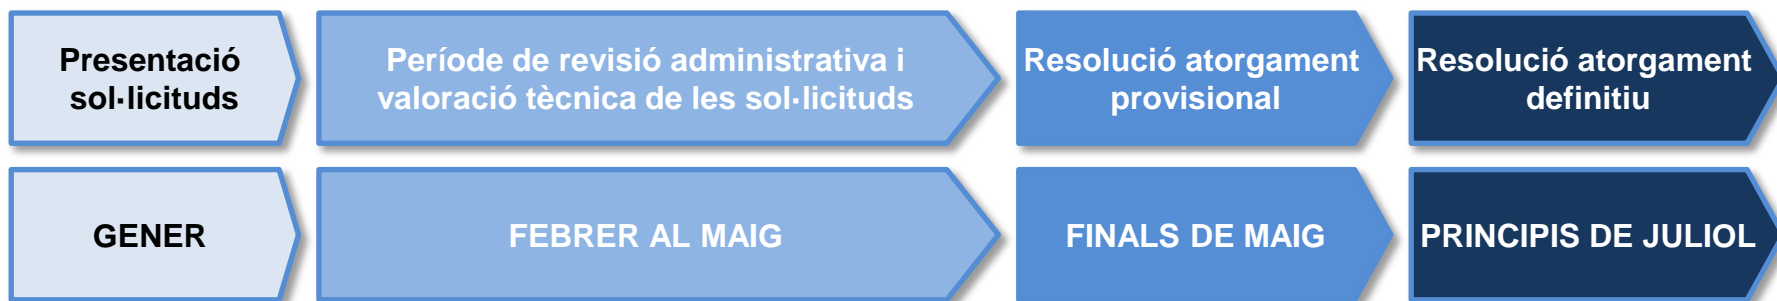 Presentació
sol·licituds
Període de revisió administrativa i
valoració tècnica de les sol·licituds
Resolució atorgament
provisional
Resolució atorgament
definitiu
GENER
FEBRER AL MAIG
FINALS DE MAIG
PRINCIPIS DE JULIOL